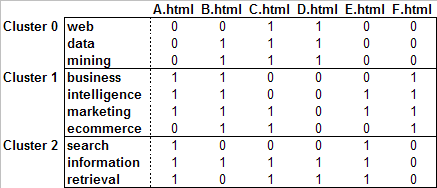 A.html B.html C.html D.html E.html F.html
Cluster 0 web 0 0 1 1 0 0
data 0 1 1 1 0 0
mining 0 1 1 1 0 0
Cluster 1 business 1 1 0 0 0 1
intelligence 1 1 1 0 1 1
marketing 1 1 1 0 1 1
ecommerce 0 1 1 0 0 1
Cluster 2 search 1 0 0 0 1 0
information 1 1 1 1 1 0
retrieval 1 0 1 1 1 0